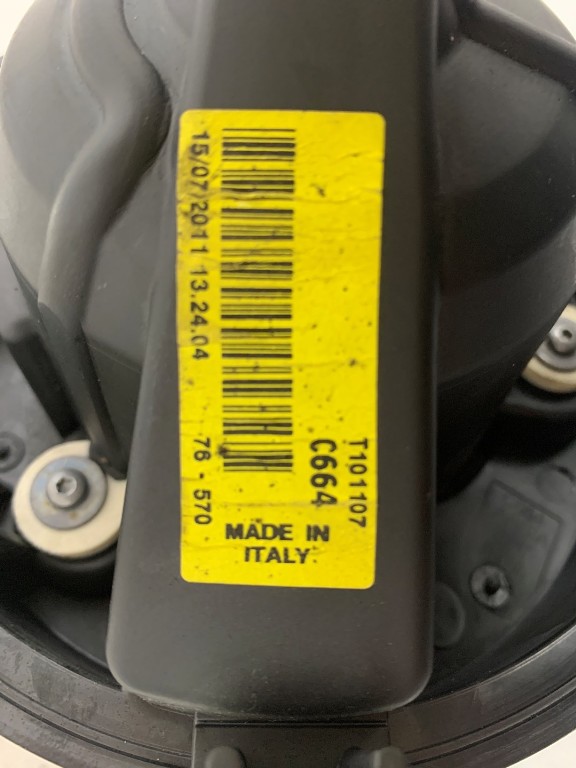 15/07/2011 13.24.04
76 - 570
C664
T101107
MADE IN
ITALY